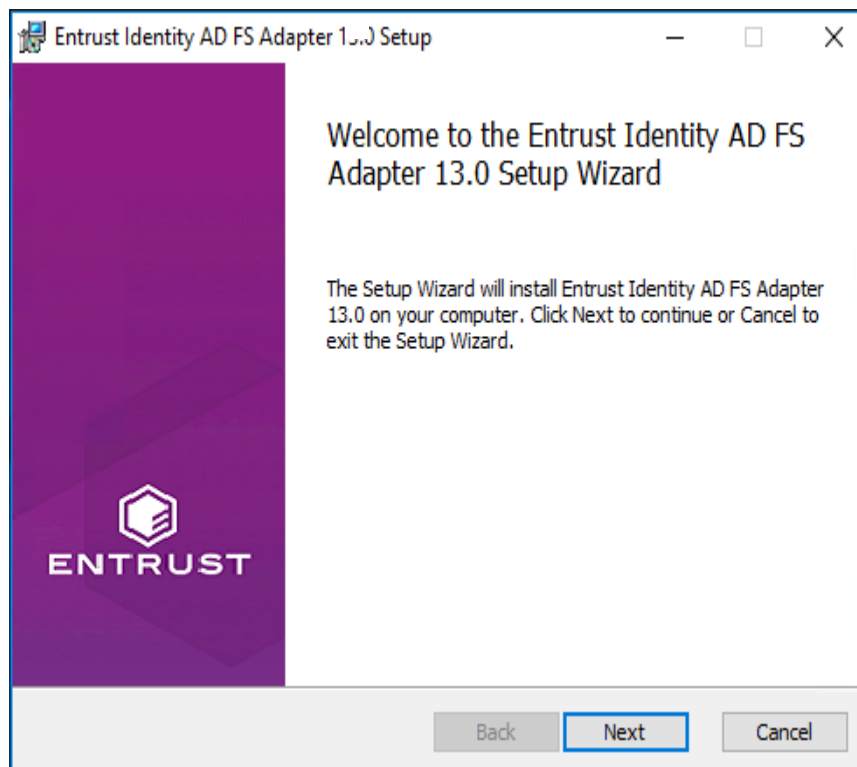 Entrust Identity AD FS Adapter Setup
Welcome to the Entrust Identity AD FS
Adapter 13.0 Setup Wizard
The Setup Wizard will install Entrust Identity AD FS Adapter
13.0 on your computer. Click Next to continue or Cancel to
exit the Setup Wizard.
ENTRUST
Back
Next
Cancel